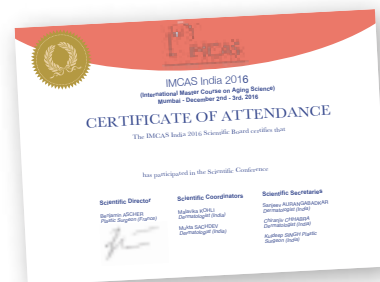 IMCAS
IMCAS India 2016
(International Master Course on Aging Science)
Mumbai - December 2nd - 3rd, 2016
CERTIFICATE OF ATTENDANCE
The IMCAS India 2016 Scientific Board certifies that
has participated in the Scientific Conference
Scientific Director
Benjamin ASCHER
Plastic Surgeon (France)
Scientific Coordinators
Malavika KOHLI
Dermatologist (India)
Mukta SACHDEV
Dermatologist (India)
Scientific Secretaries
Sanjeev AURANGABADKAR
Dermatologist (India)
Chiranjiv CHHABRA
Dermatologist (India)
Kuldeep SINGH Plastic
Surgeon (India)